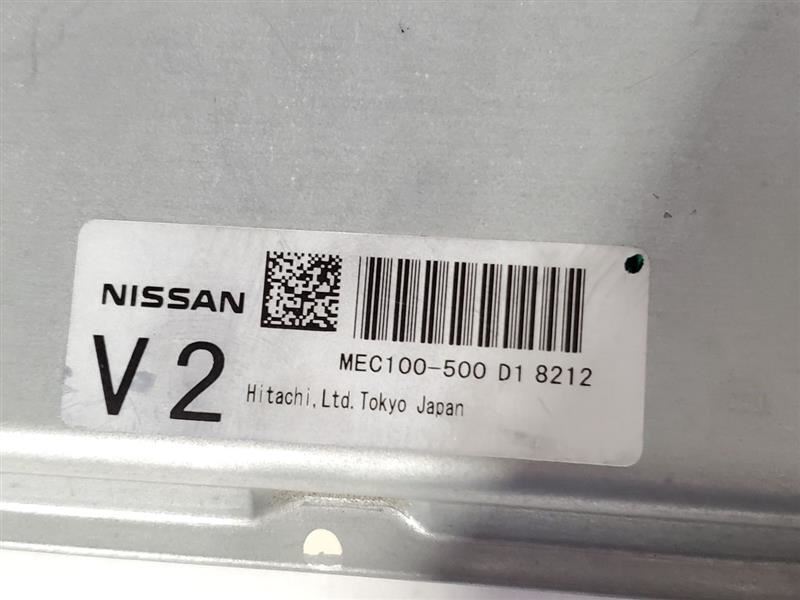 NISSAN
V2
MEC100-500 D1 8212
Hitachi,Ltd.Tokyo Japan